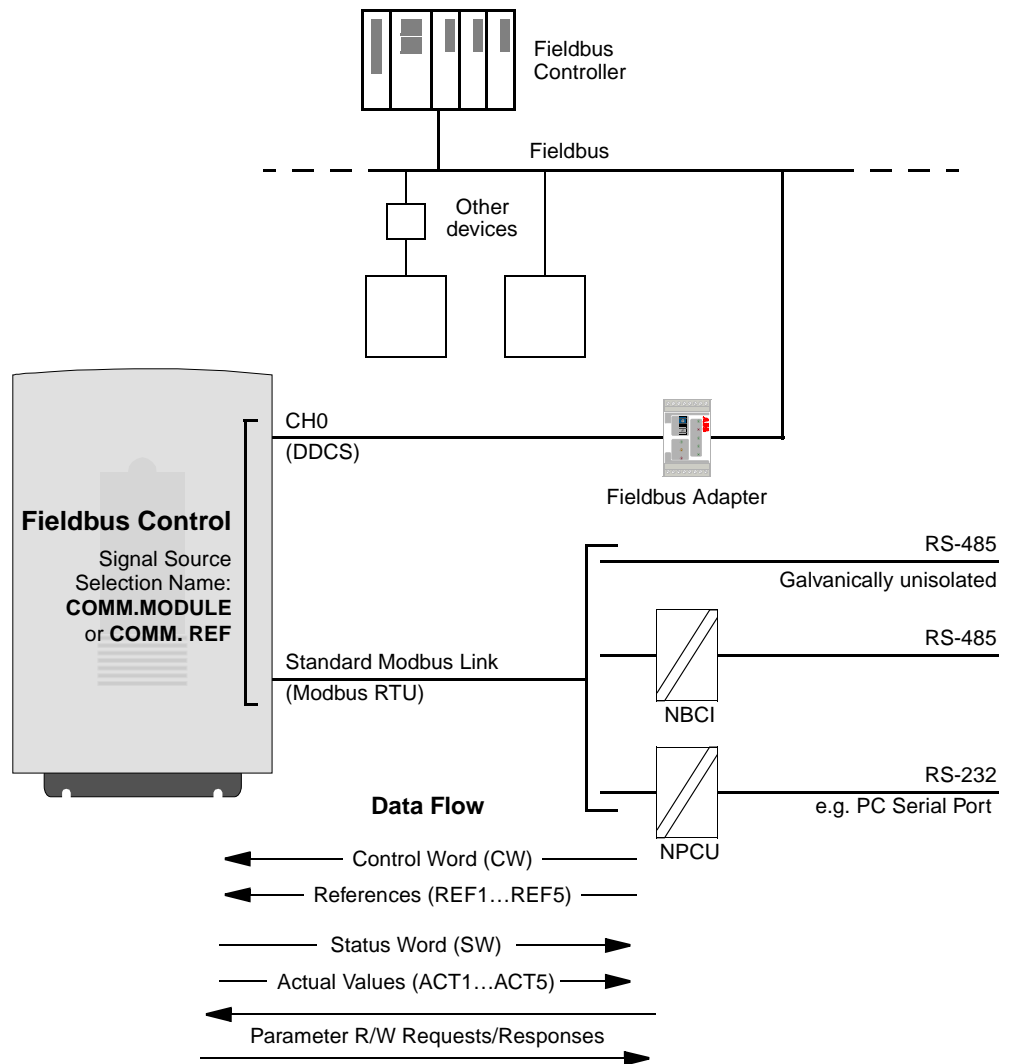 Fieldbus
Controller
Fieldbus
Other
devices
CH0
(DDCS)
ABB
Fieldbus Adapter
Fieldbus Control
Signal Source
Selection Name:
COMM.MODULE
or COMM. REF
RS-485
Galvanically unisolated
RS-485
Standard Modbus Link
(Modbus RTU)
NBCI
RS-232
e.g. PC Serial Port
NPCU
Data Flow
Control Word (CW)
References (REF1…REF5)
Status Word (SW)
Actual Values (ACT1…ACT5)
Parameter R/W Requests/Responses